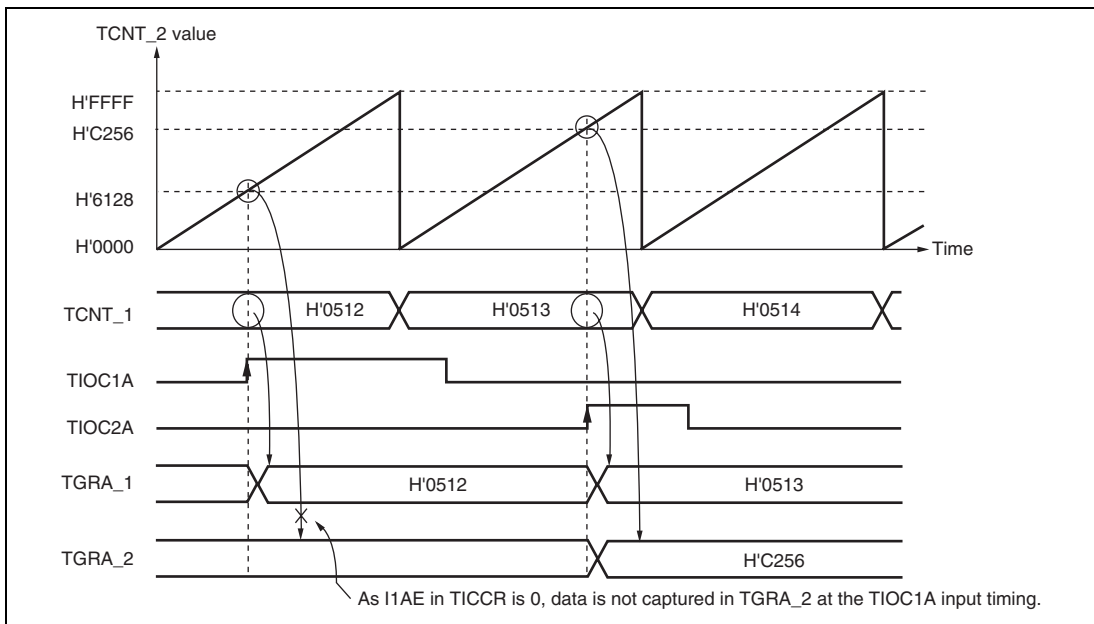 TCNT_2 value
H'FFFF
H'C256
H'6128
H'0000
Time
TCNT_1
H'0512
H'0513
H'0514
TIOC1A
TIOC2A
TGRA_1
H'0512
H'0513
TGRA_2
H'C256
As I1AE in TICCR is 0, data is not captured in TGRA_2 at the TIOC1A input timing.